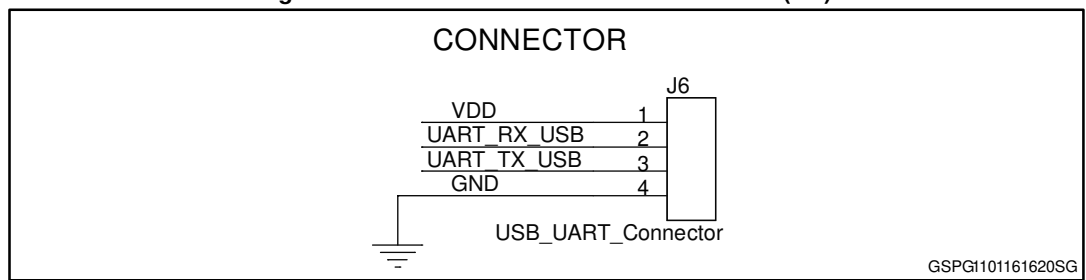 CONNECTOR
J6
VDD 1
UART_RX_USB 2
UART_TX_USB 3
GND 4
USB_UART_Connector
GSPG1101161620SG